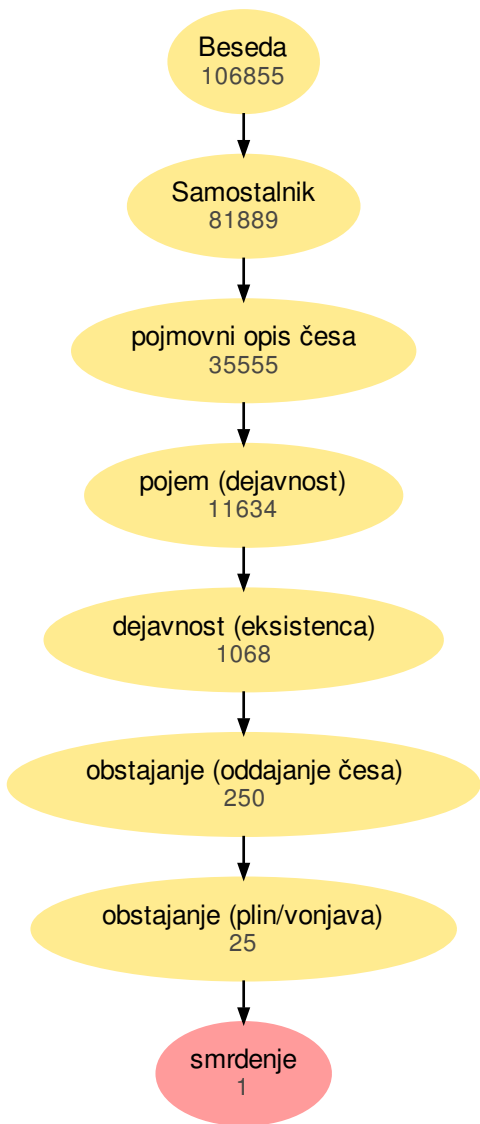 Beseda
106855
Samostalnik
81889
pojmovni opis česa
35555
pojem (dejavnost)
11634
dejavnost (eksistenca)
1068
obstajanje (oddajanje česa)
250
obstajanje (plin/vonjava)
25
smrdenje
1